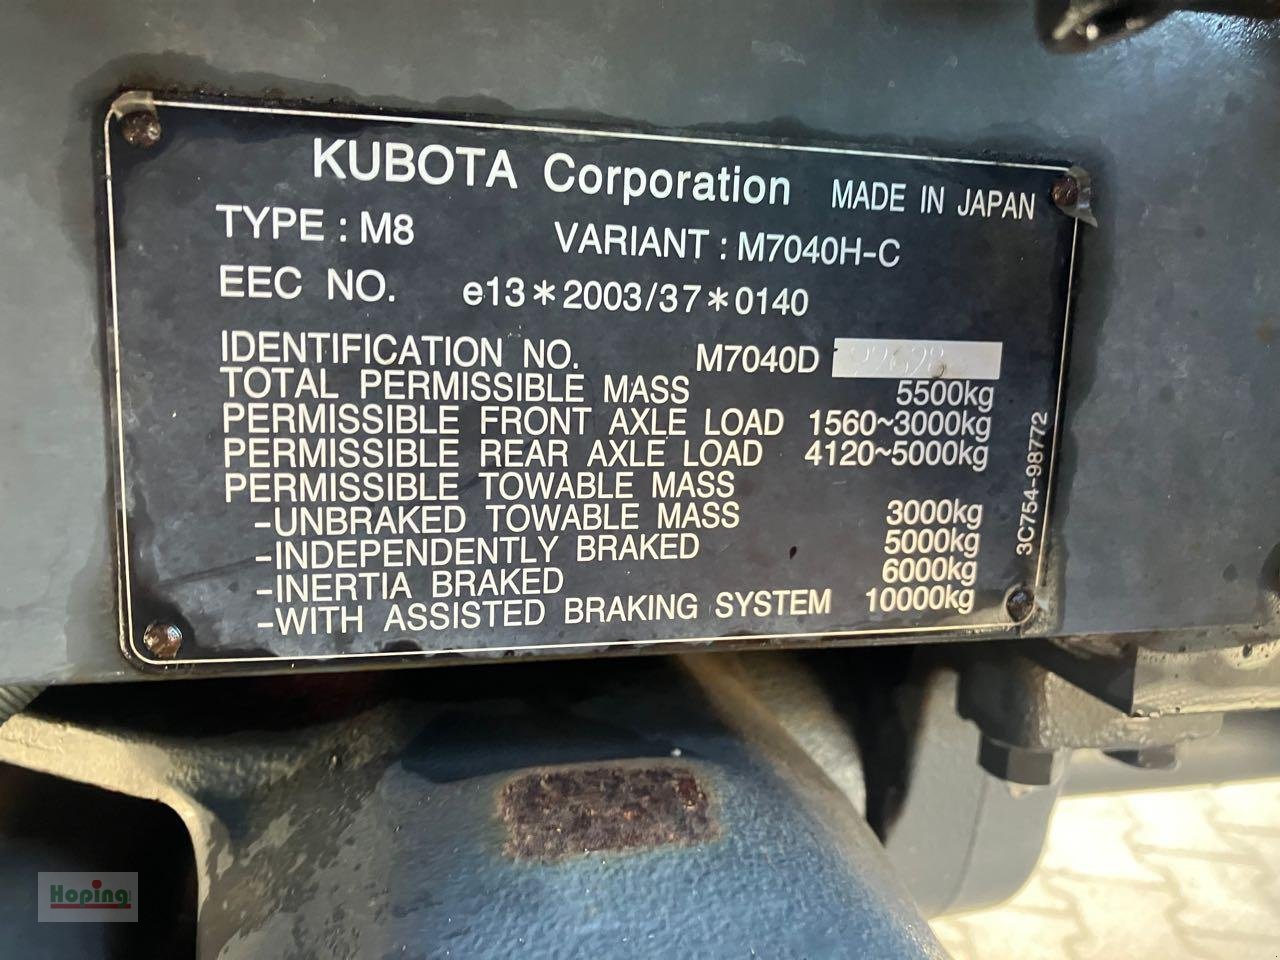 KUBOTA Corporation MADE IN JAPAN
TYPE : M8 VARIANT : M7040H-C
EEC NO. e13*2003/37*0140
IDENTIFICATION NO. M7040D
TOTAL PERMISSIBLE MASS 5500kg
PERMISSIBLE FRONT AXLE LOAD 1560~3000kg
PERMISSIBLE REAR AXLE LOAD 4120~5000kg
PERMISSIBLE TOWABLE MASS
-UNBRAKED TOWABLE MASS 3000kg
-INDEPENDENTLY BRAKED 5000kg
-INERTIA BRAKED 6000kg
-WITH ASSISTED BRAKING SYSTEM 10000kg
3C754-98772
Hoping